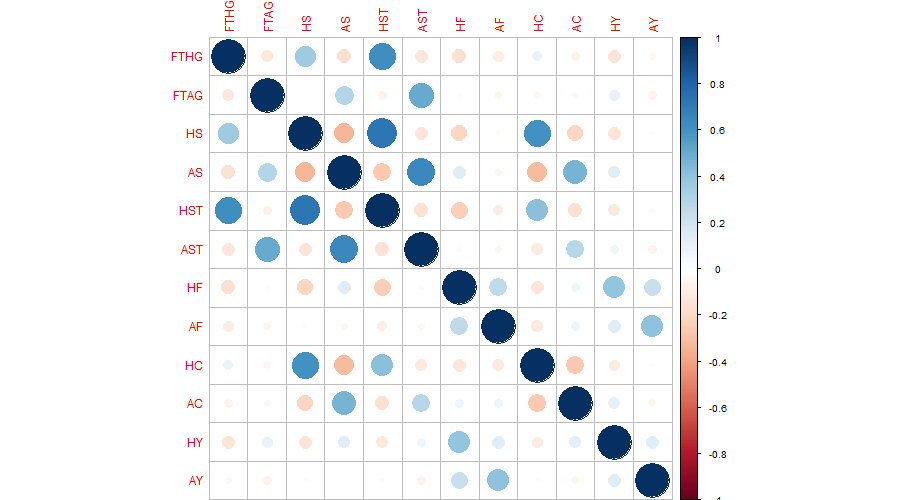 FTHG FTAG HS AS HST AST HF AF HC AC HY AY
FTHG
FTAG
HS
AS
HST
AST
HF
AF
HC
AC
HY
AY
1
0.8
0.6
0.4
0.2
0
-0.2
-0.4
-0.6
-0.8